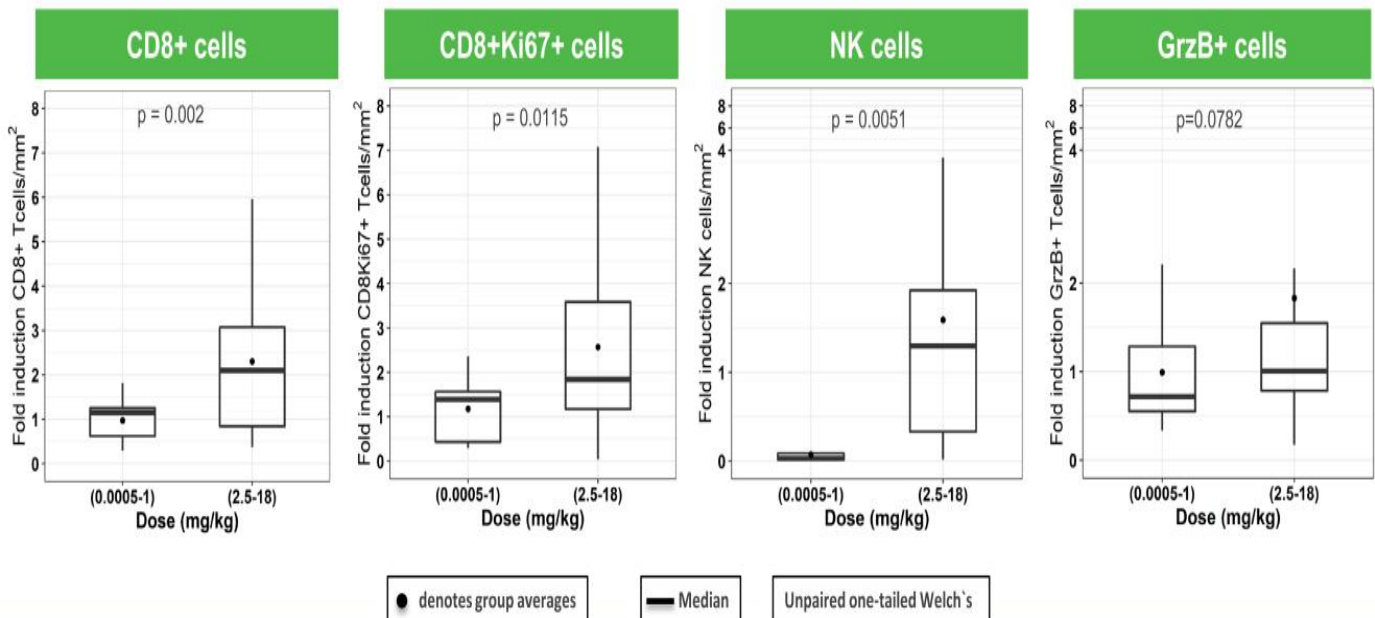 CD8+ cells
CD8+Ki67+ cells
NK cells
GrzB+ cells
Fold induction CD8+ Tcells/mm²
8
7
6
5
4
3
2
1
0
p = 0.002
(0.0005-1)
(2.5-18)
Dose (mg/kg)
Fold induction CD8Ki67+ Tcells/mm²
8
7
6
5
4
3
2
1
0
p = 0.0115
(0.0005-1)
(2.5-18)
Dose (mg/kg)
Fold induction NK cells/mm²
8
6
4
2
1
0
p = 0.0051
(0.0005-1)
(2.5-18)
Dose (mg/kg)
Fold induction GrzB+ Tcells/mm²
8
6
4
2
1
0
p=0.0782
(0.0005-1)
(2.5-18)
Dose (mg/kg)
denotes group averages
Median
Unpaired one-tailed Welch`s